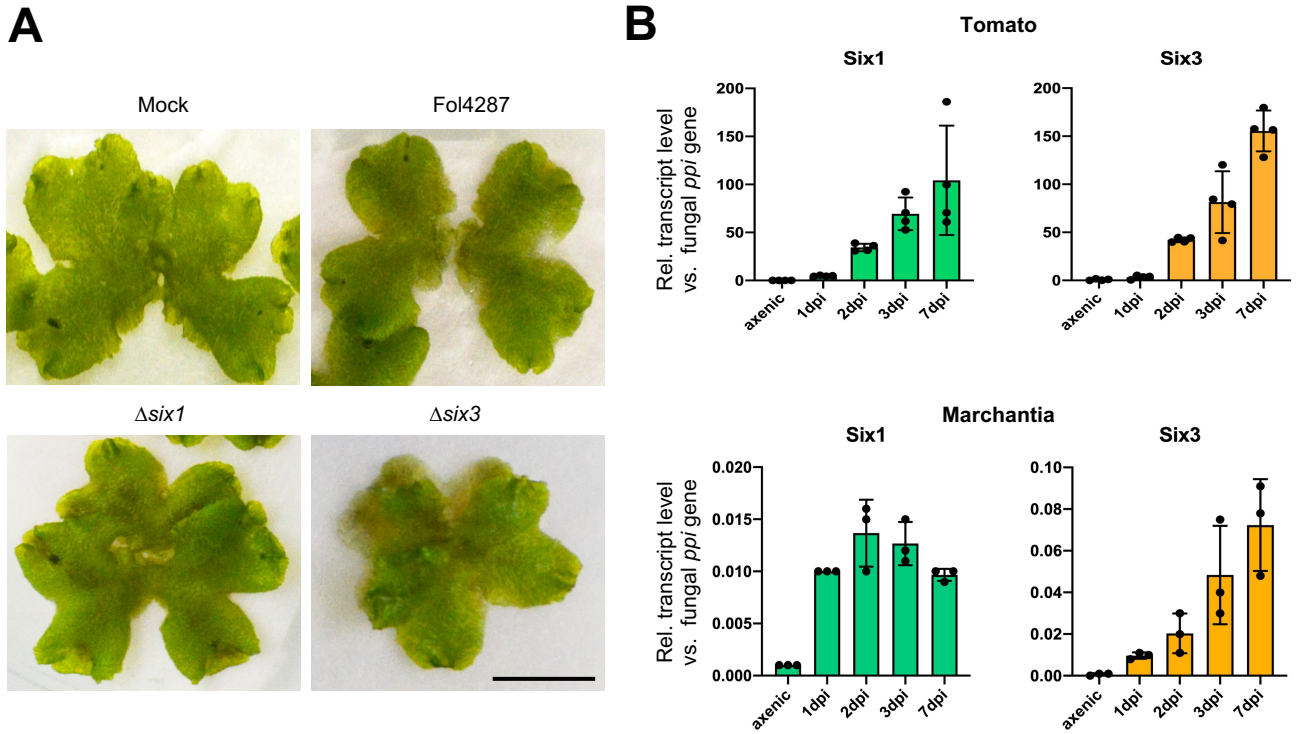 A
Mock
Fol4287
Δsix1
Δsix3
B
Tomato
Six1
Six3
Rel. transcript level
vs. fungal ppi gene
200
150
100
50
0
axenic
1dpi
2dpi
3dpi
7dpi
200
150
100
50
0
axenic
1dpi
2dpi
3dpi
7dpi
Marchantia
Six1
Six3
Rel. transcript level
vs. fungal ppi gene
0.020
0.015
0.010
0.005
0.000
axenic
1dpi
2dpi
3dpi
7dpi
0.10
0.08
0.06
0.04
0.02
0.00
axenic
1dpi
2dpi
3dpi
7dpi